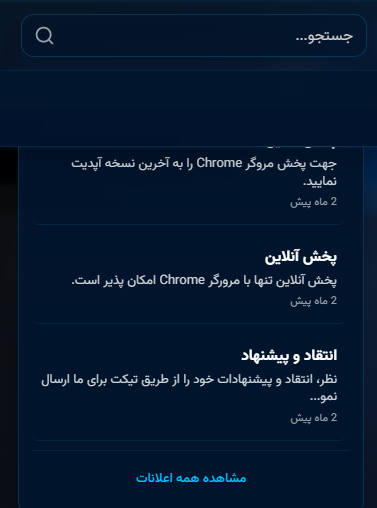 جستجو...
جهت پخش مروگر Chrome را به آخرین نسخه آپدیت
نمایید.
2 ماه پیش
پخش آنلاین
پخش آنلاین تنها با مرورگر Chrome امکان پذیر است.
2 ماه پیش
انتقاد و پیشنهاد
نظر، انتقاد و پیشنهادات خود را از طریق تیکت برای ما ارسال
نمو...
2 ماه پیش
مشاهده همه اعلانات